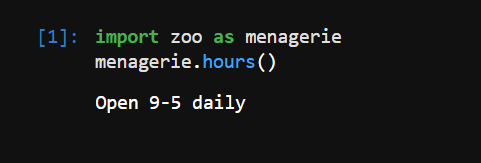 [1]: import zoo as menagerie
menagerie.hours()
Open 9-5 daily